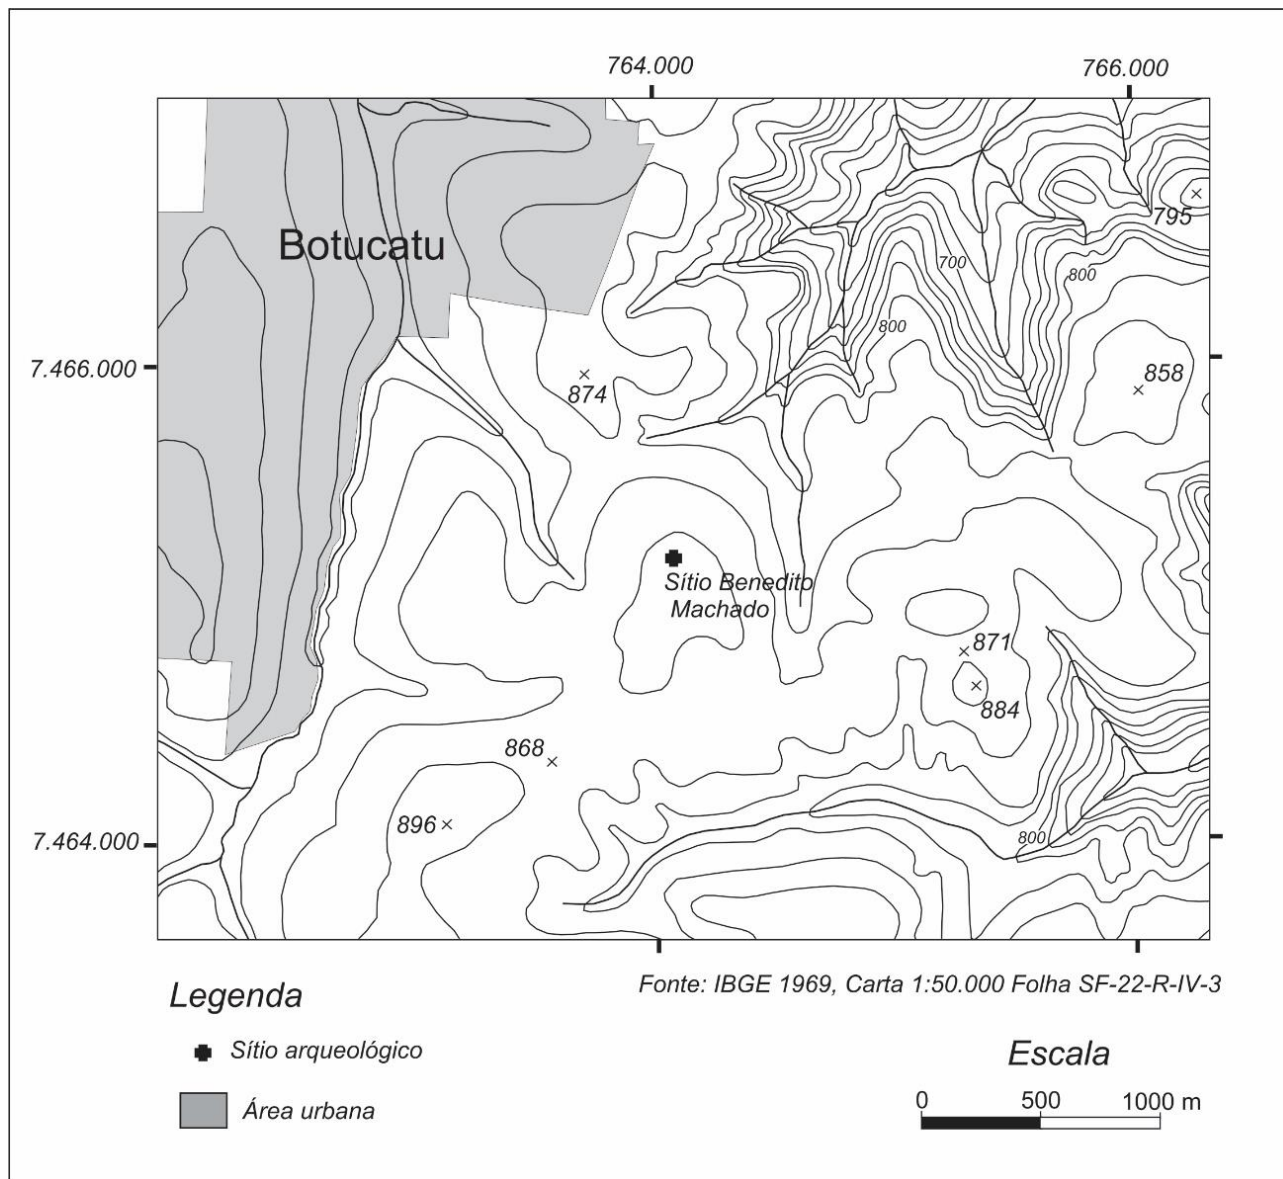 764.000
766.000
795
Botucatu
700
800
800
7.466.000
874
858
Sítio Benedito
Machado
871
884
868
896
7.464.000
800
Legenda
Fonte: IBGE 1969, Carta 1:50.000 Folha SF-22-R-IV-3
Sítio arqueológico
Escala
Área urbana
0 500 1000 m